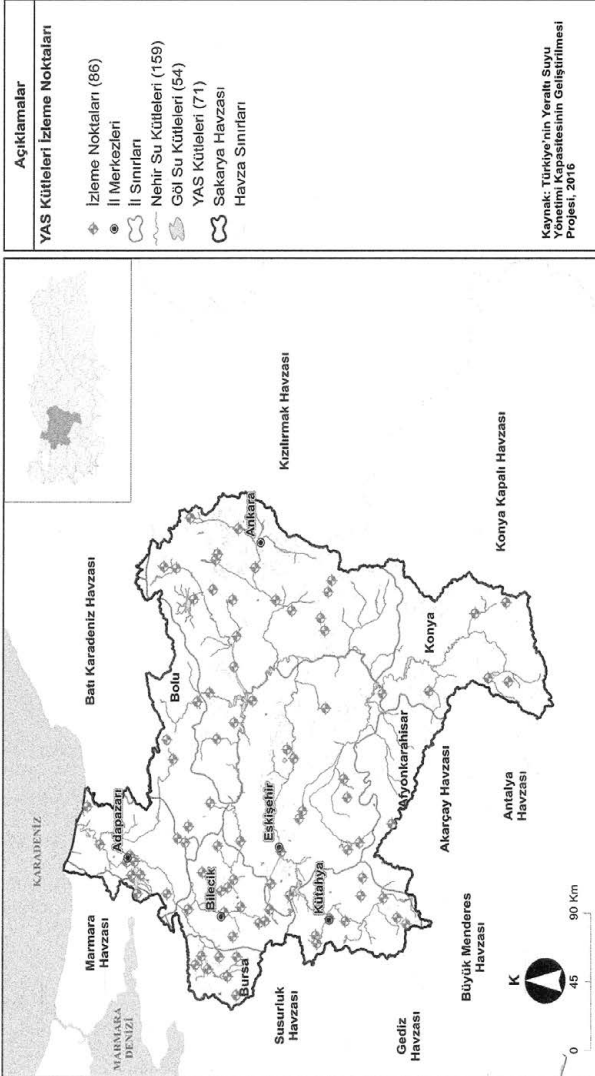 KARADENİZ
Batı Karadeniz Havzası
Marmara
Havzası
MARMARA
DENİZİ
Adapazarı
Bolu
Bursa
Bilecik
Ankara
Kızılırmak Havzası
Susurluk
Havzası
Eskişehir
Kütahya
Gediz
Havzası
Afyonkarahisar
Konya
Akarçay Havzası
Konya Kapalı Havzası
Büyük Menderes
Havzası
Antalya
Havzası
K
0 45 90 Km
Açıklamalar
YAS Kütleleri İzleme Noktaları
İzleme Noktaları (86)
İl Merkezleri
İl Sınırları
Nehir Su Kütleleri (159)
Göl Su Kütleleri (54)
YAS Kütleleri (71)
Sakarya Havzası
Havza Sınırları
Kaynak: Türkiye'nin Yeraltı Suyu
Yönetimi Kapasitesinin Geliştirilmesi
Projesi, 2016